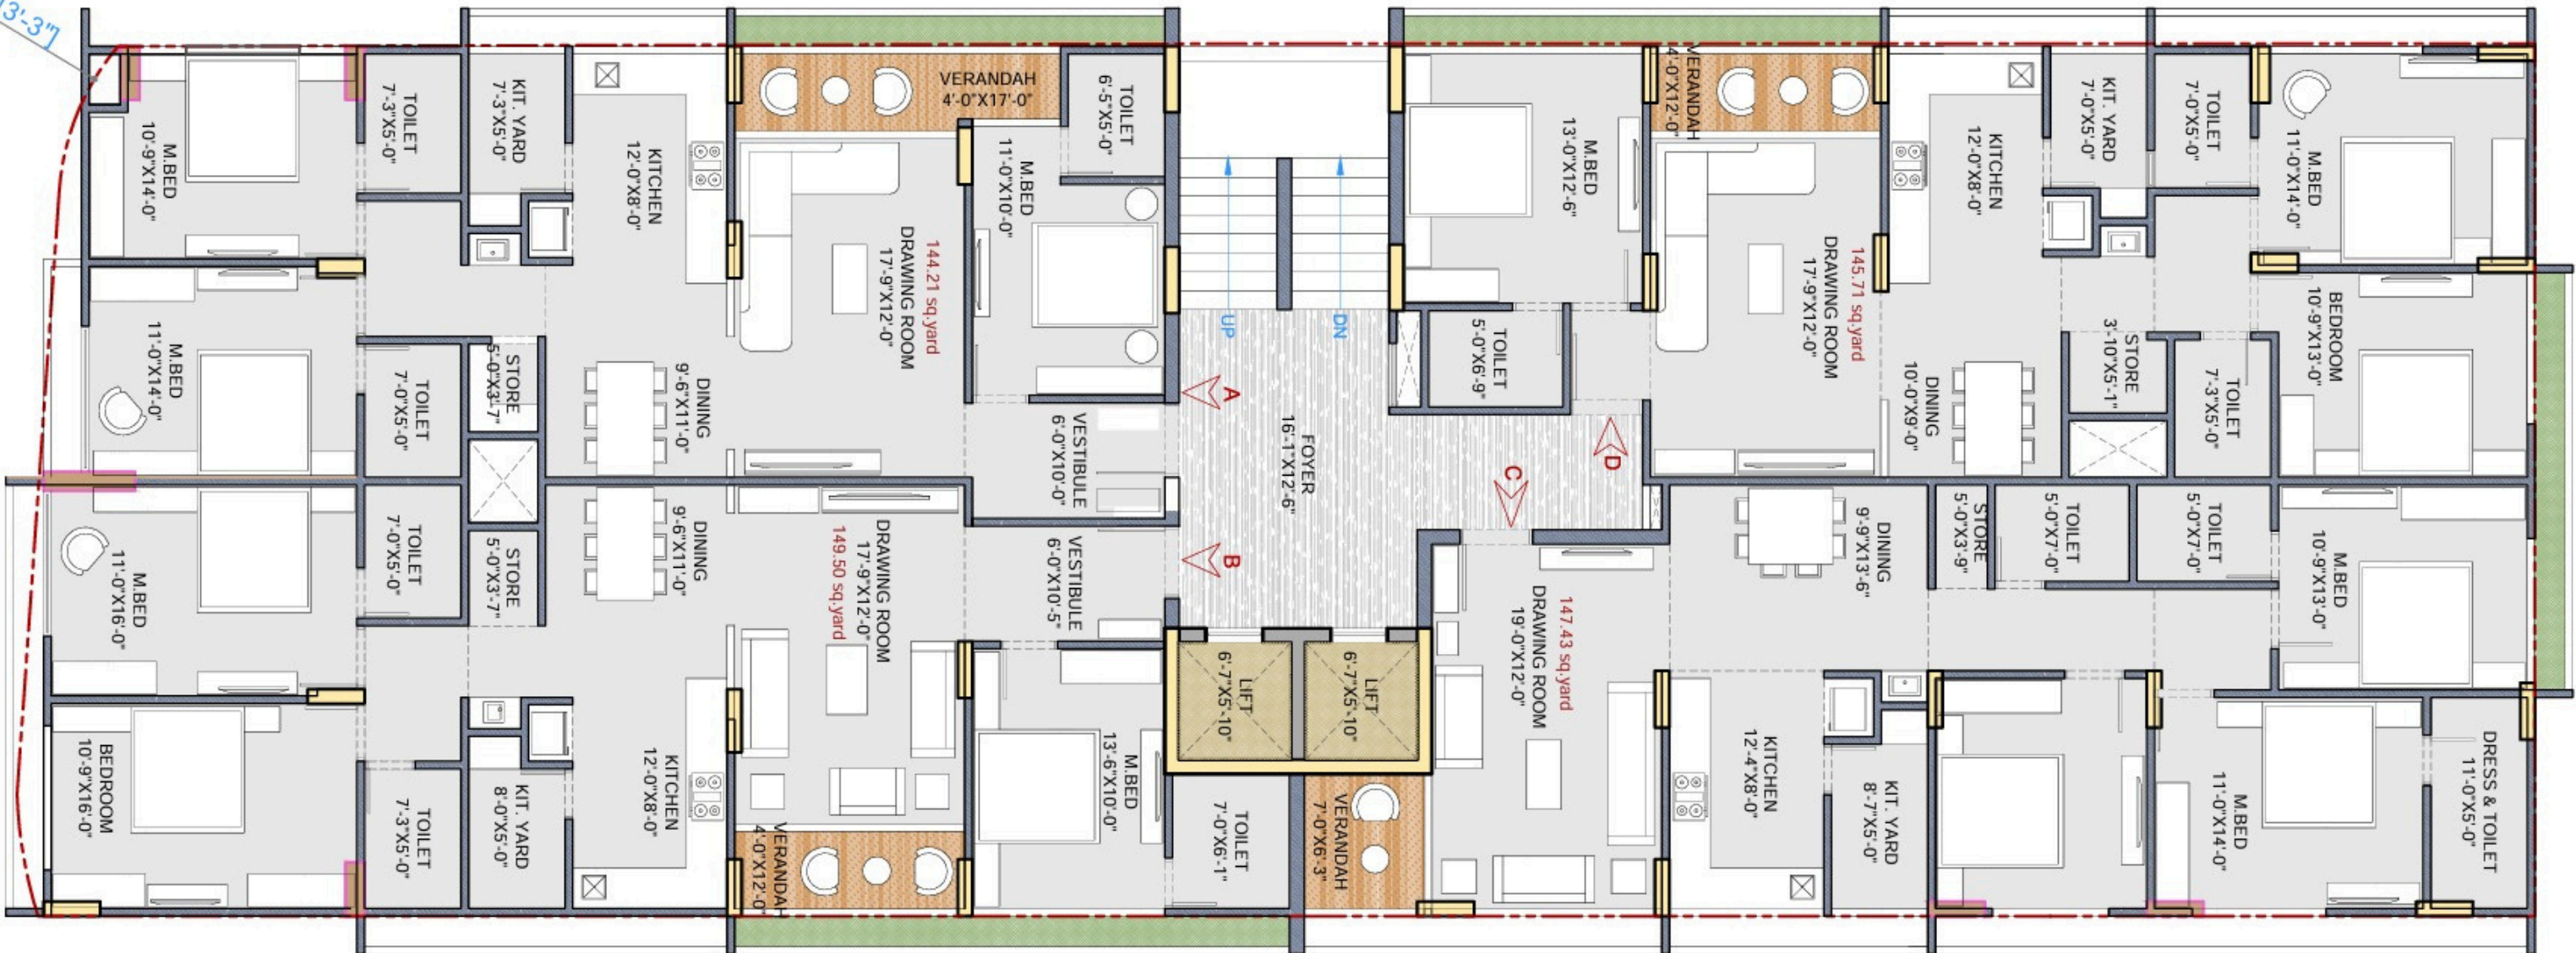 13'-3"]
M.BED
10'-9"X14'-0"
TOILET
7'-3"X5'-0"
KIT. YARD
7'-3"X5'-0"
KITCHEN
12'-0"X8'-0"
VERANDAH
4'-0"X17'-0"
TOILET
6'-5"X5'-0"
M.BED
11'-0"X10'-0"
144.21 sq.yard
DRAWING ROOM
17'-9"X12'-0"
M.BED
11'-0"X14'-0"
TOILET
7'-0"X5'-0"
STORE
5'-0"X3'-7"
DINING
9'-6"X11'-0"
VESTIBULE
6'-0"X10'-0"
UP
DN
A
B
C
D
FOYER
16'-1"X12'-6"
M.BED
13'-0"X12'-6"
VERANDAH
4'-0"X12'-0"
145.71 sq.yard
DRAWING ROOM
17'-9"X12'-0"
TOILET
5'-0"X6'-9"
KITCHEN
12'-0"X8'-0"
KIT. YARD
7'-0"X5'-0"
TOILET
7'-0"X5'-0"
M.BED
11'-0"X14'-0"
BEDROOM
10'-9"X13'-0"
STORE
3'-10"X5'-1"
TOILET
7'-3"X5'-0"
DINING
10'-0"X9'-0"
M.BED
11'-0"X16'-0"
TOILET
7'-0"X5'-0"
STORE
5'-0"X3'-7"
DINING
9'-6"X11'-0"
DRAWING ROOM
17'-9"X12'-0"
149.50 sq.yard
VESTIBULE
6'-0"X10'-5"
BEDROOM
10'-9"X16'-0"
TOILET
7'-3"X5'-0"
KIT. YARD
8'-0"X5'-0"
KITCHEN
12'-0"X8'-0"
VERANDAH
4'-0"X12'-0"
M.BED
13'-6"X10'-0"
TOILET
7'-0"X6'-1"
LIFT
6'-7"X5'-10"
LIFT
6'-7"X5'-10"
VERANDAH
7'-0"X6'-3"
147.43 sq.yard
DRAWING ROOM
19'-0"X12'-0"
DINING
9'-9"X13'-6"
STORE
5'-0"X3'-9"
TOILET
5'-0"X7'-0"
TOILET
5'-0"X7'-0"
M.BED
10'-9"X13'-0"
KITCHEN
12'-4"X8'-0"
KIT. YARD
8'-7"X5'-0"
M.BED
11'-0"X14'-0"
DRESS & TOILET
11'-0"X5'-0"